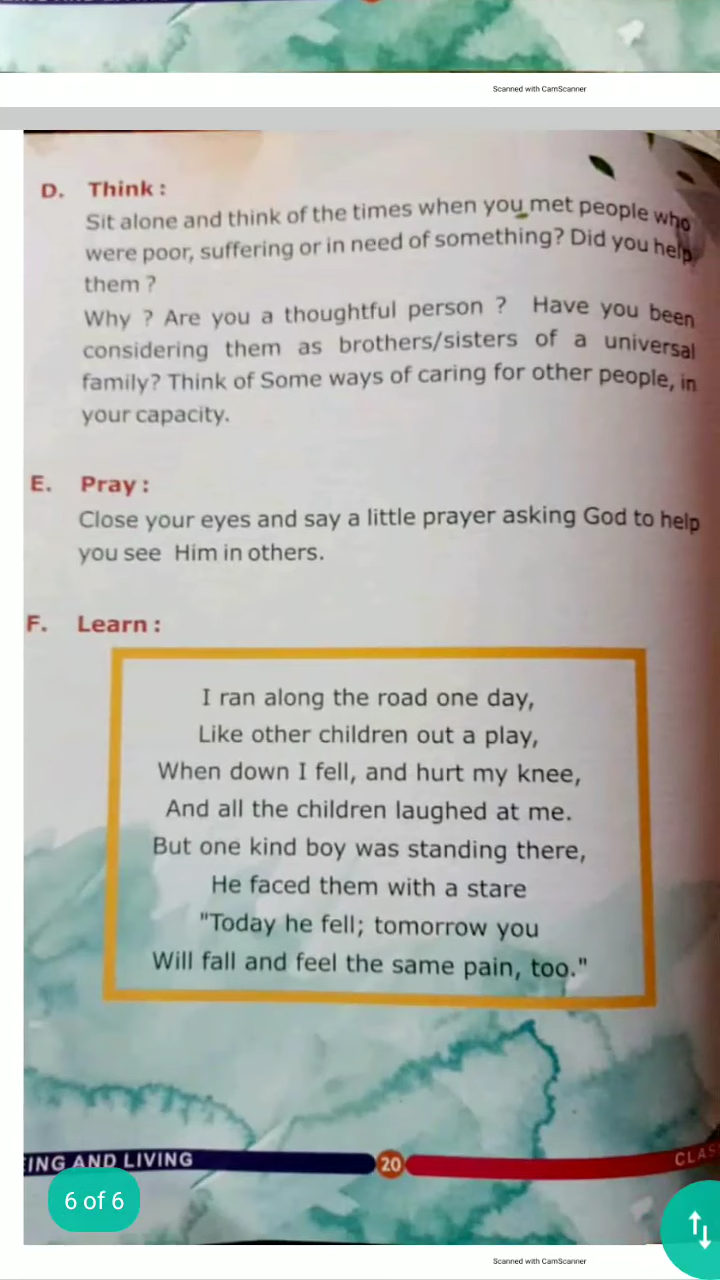 Scanned with CamScanner
D. Think :
Sit alone and think of the times when you met people who
were poor, suffering or in need of something? Did you help
them ?
Why ? Are you a thoughtful person ? Have you been
considering them as brothers/sisters of a universal
family? Think of Some ways of caring for other people, in
your capacity.
E. Pray :
Close your eyes and say a little prayer asking God to help
you see Him in others.
F. Learn :
I ran along the road one day,
Like other children out a play,
When down I fell, and hurt my knee,
And all the children laughed at me.
But one kind boy was standing there,
He faced them with a stare
"Today he fell; tomorrow you
Will fall and feel the same pain, too."
AND LIVING
20
6 of 6
Scanned with CamScanner